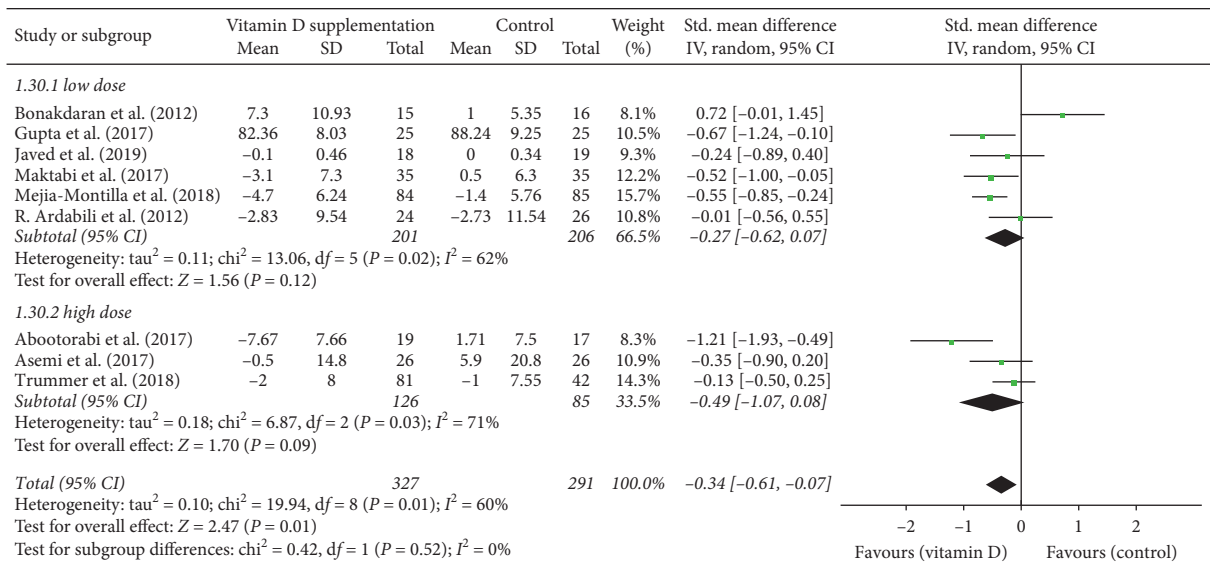 Study or subgroup Vitamin D supplementation Control Weight (%) Std. mean difference IV, random, 95% CI Std. mean difference IV, random, 95% CI
Mean SD Total Mean SD Total
1.30.1 low dose
Bonakdaran et al. (2012) 7.3 10.93 15 1 5.35 16 8.1% 0.72 [−0.01, 1.45]
Gupta et al. (2017) 82.36 8.03 25 88.24 9.25 25 10.5% −0.67 [−1.24, −0.10]
Javed et al. (2019) −0.1 0.46 18 0 0.34 19 9.3% −0.24 [−0.89, 0.40]
Maktabi et al. (2017) −3.1 7.3 35 0.5 6.3 35 12.2% −0.52 [−1.00, −0.05]
Mejia-Montilla et al. (2018) −4.7 6.24 84 −1.4 5.76 85 15.7% −0.55 [−0.85, −0.24]
R. Ardabili et al. (2012) −2.83 9.54 24 −2.73 11.54 26 10.8% −0.01 [−0.56, 0.55]
Subtotal (95% CI) 201 206 66.5% −0.27 [−0.62, 0.07]
Heterogeneity: tau² = 0.11; chi² = 13.06, df = 5 (P = 0.02); I² = 62%
Test for overall effect: Z = 1.56 (P = 0.12)
1.30.2 high dose
Abootorabi et al. (2017) −7.67 7.66 19 1.71 7.5 17 8.3% −1.21 [−1.93, −0.49]
Asemi et al. (2017) −0.5 14.8 26 5.9 20.8 26 10.9% −0.35 [−0.90, 0.20]
Trummer et al. (2018) −2 8 81 −1 7.55 42 14.3% −0.13 [−0.50, 0.25]
Subtotal (95% CI) 126 85 33.5% −0.49 [−1.07, 0.08]
Heterogeneity: tau² = 0.18; chi² = 6.87, df = 2 (P = 0.03); I² = 71%
Test for overall effect: Z = 1.70 (P = 0.09)
Total (95% CI) 327 291 100.0% −0.34 [−0.61, −0.07]
Heterogeneity: tau² = 0.10; chi² = 19.94, df = 8 (P = 0.01); I² = 60%
Test for overall effect: Z = 2.47 (P = 0.01)
Test for subgroup differences: chi² = 0.42, df = 1 (P = 0.52); I² = 0%
−2 −1 0 1 2
Favours (vitamin D) Favours (control)